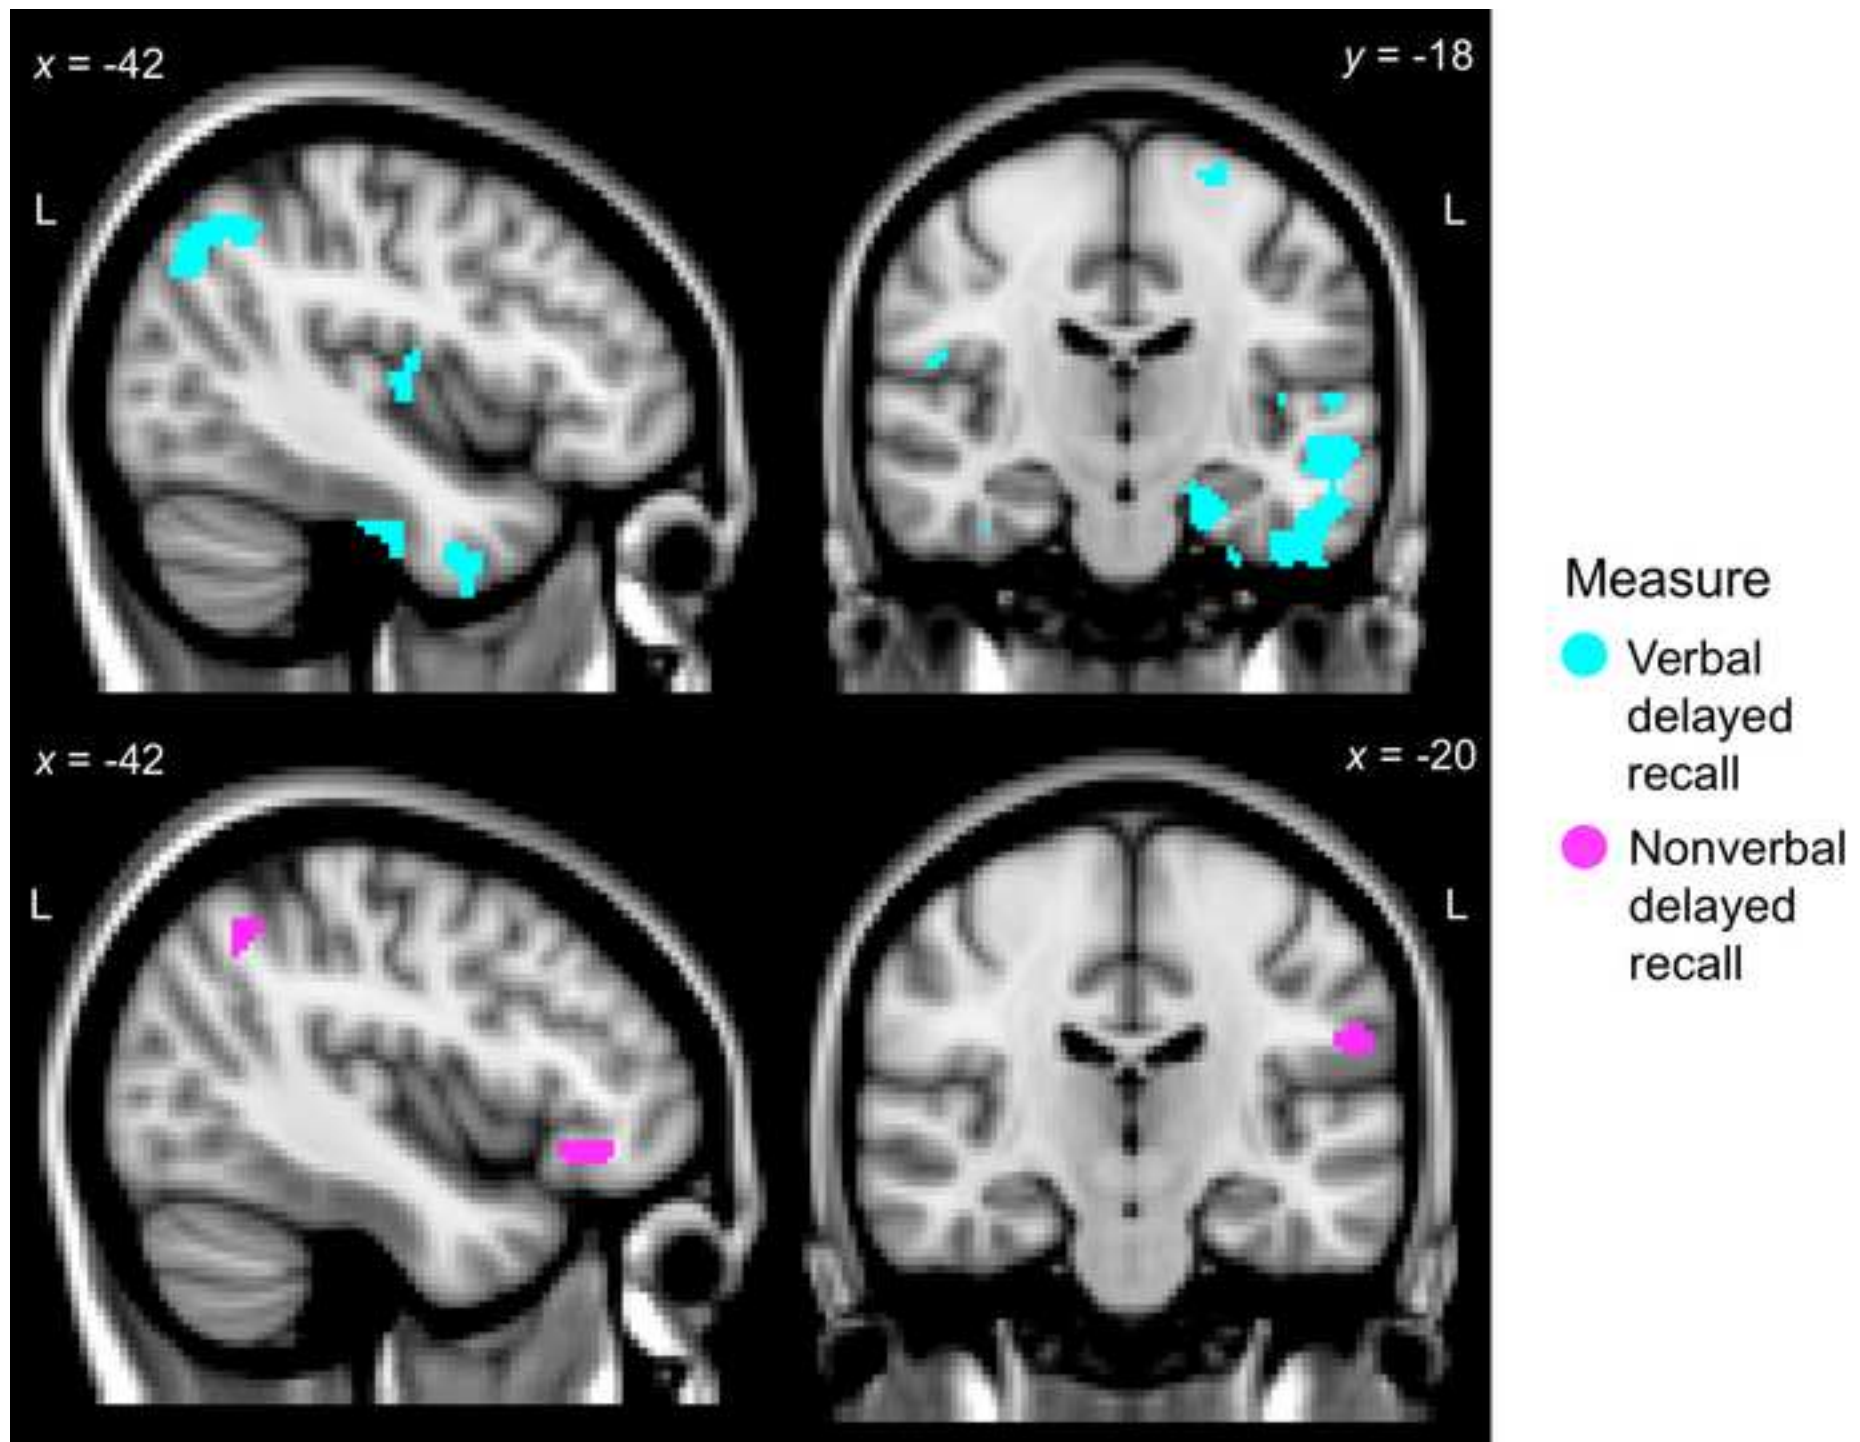 x = -42
y = -18
L
L
Measure
Verbal
delayed
recall
Nonverbal
delayed
recall
x = -42
x = -20
L
L